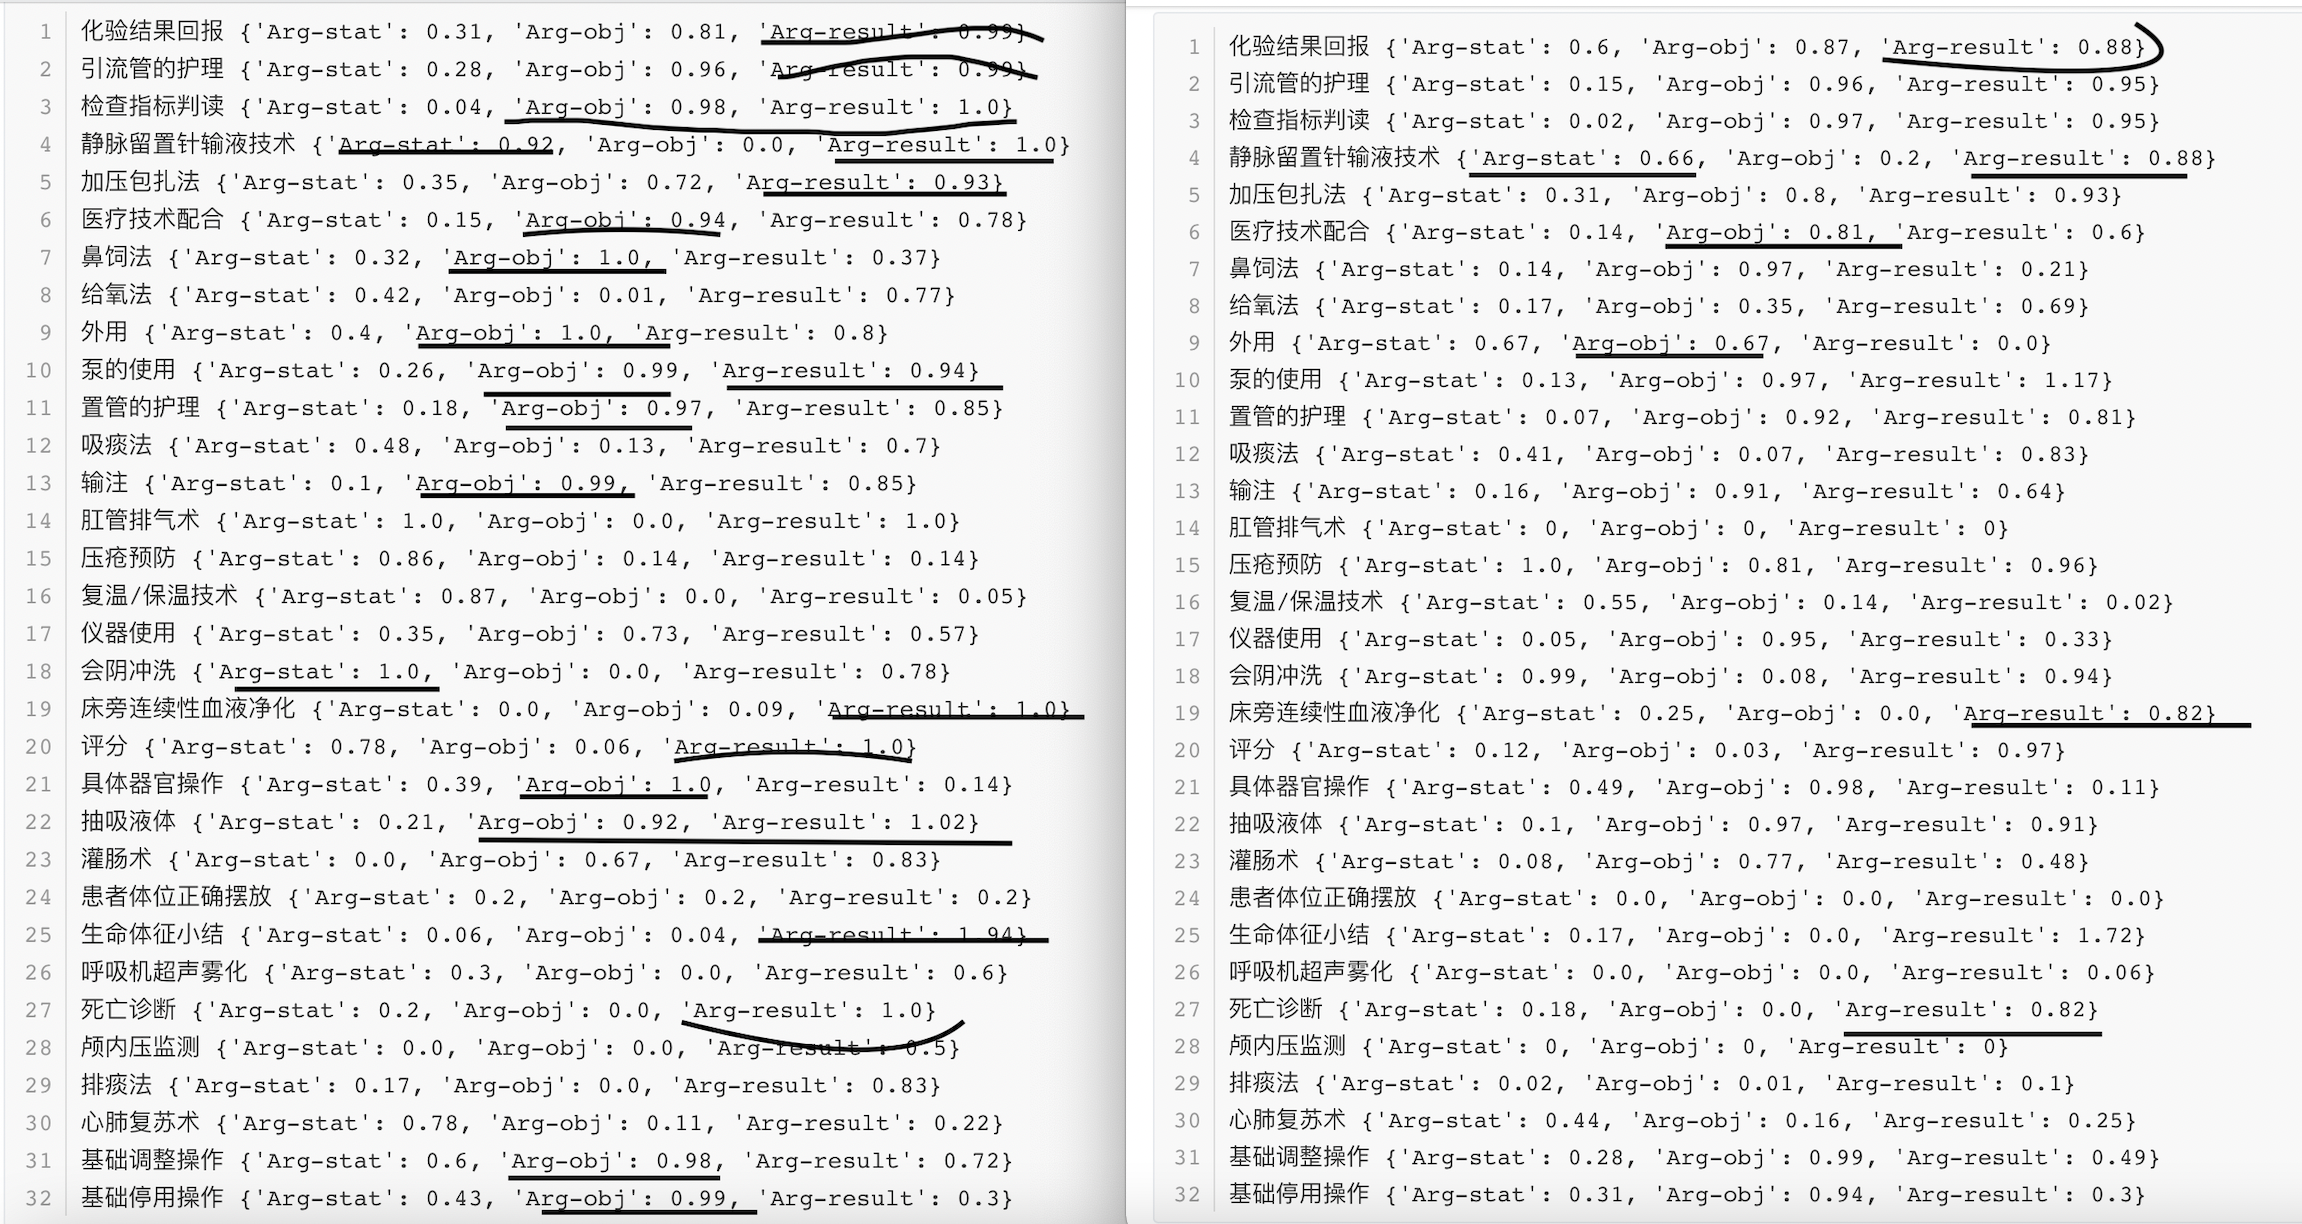 1 化验结果回报 {'Arg-stat': 0.31, 'Arg-obj': 0.81, 'Arg-result': 0.99}
2 引流管的护理 {'Arg-stat': 0.28, 'Arg-obj': 0.96, 'Arg-result': 0.99}
3 检查指标判读 {'Arg-stat': 0.04, 'Arg-obj': 0.98, 'Arg-result': 1.0}
4 静脉留置针输液技术 {'Arg-stat': 0.92, 'Arg-obj': 0.0, 'Arg-result': 1.0}
5 加压包扎法 {'Arg-stat': 0.35, 'Arg-obj': 0.72, 'Arg-result': 0.93}
6 医疗技术配合 {'Arg-stat': 0.15, 'Arg-obj': 0.94, 'Arg-result': 0.78}
7 鼻饲法 {'Arg-stat': 0.32, 'Arg-obj': 1.0, 'Arg-result': 0.37}
8 给氧法 {'Arg-stat': 0.42, 'Arg-obj': 0.01, 'Arg-result': 0.77}
9 外用 {'Arg-stat': 0.4, 'Arg-obj': 1.0, 'Arg-result': 0.8}
10 泵的使用 {'Arg-stat': 0.26, 'Arg-obj': 0.99, 'Arg-result': 0.94}
11 置管的护理 {'Arg-stat': 0.18, 'Arg-obj': 0.97, 'Arg-result': 0.85}
12 吸痰法 {'Arg-stat': 0.48, 'Arg-obj': 0.13, 'Arg-result': 0.7}
13 输注 {'Arg-stat': 0.1, 'Arg-obj': 0.99, 'Arg-result': 0.85}
14 肛管排气术 {'Arg-stat': 1.0, 'Arg-obj': 0.0, 'Arg-result': 1.0}
15 压疮预防 {'Arg-stat': 0.86, 'Arg-obj': 0.14, 'Arg-result': 0.14}
16 复温/保温技术 {'Arg-stat': 0.87, 'Arg-obj': 0.0, 'Arg-result': 0.05}
17 仪器使用 {'Arg-stat': 0.35, 'Arg-obj': 0.73, 'Arg-result': 0.57}
18 会阴冲洗 {'Arg-stat': 1.0, 'Arg-obj': 0.0, 'Arg-result': 0.78}
19 床旁连续性血液净化 {'Arg-stat': 0.0, 'Arg-obj': 0.09, 'Arg-result': 1.0}
20 评分 {'Arg-stat': 0.78, 'Arg-obj': 0.06, 'Arg-result': 1.0}
21 具体器官操作 {'Arg-stat': 0.39, 'Arg-obj': 1.0, 'Arg-result': 0.14}
22 抽吸液体 {'Arg-stat': 0.21, 'Arg-obj': 0.92, 'Arg-result': 1.02}
23 灌肠术 {'Arg-stat': 0.0, 'Arg-obj': 0.67, 'Arg-result': 0.83}
24 患者体位正确摆放 {'Arg-stat': 0.2, 'Arg-obj': 0.2, 'Arg-result': 0.2}
25 生命体征小结 {'Arg-stat': 0.06, 'Arg-obj': 0.04, 'Arg-result': 1.94}
26 呼吸机超声雾化 {'Arg-stat': 0.3, 'Arg-obj': 0.0, 'Arg-result': 0.6}
27 死亡诊断 {'Arg-stat': 0.2, 'Arg-obj': 0.0, 'Arg-result': 1.0}
28 颅内压监测 {'Arg-stat': 0.0, 'Arg-obj': 0.0, 'Arg-result': 0.5}
29 排痰法 {'Arg-stat': 0.17, 'Arg-obj': 0.0, 'Arg-result': 0.83}
30 心肺复苏术 {'Arg-stat': 0.78, 'Arg-obj': 0.11, 'Arg-result': 0.22}
31 基础调整操作 {'Arg-stat': 0.6, 'Arg-obj': 0.98, 'Arg-result': 0.72}
32 基础停用操作 {'Arg-stat': 0.43, 'Arg-obj': 0.99, 'Arg-result': 0.3}
1 化验结果回报 {'Arg-stat': 0.6, 'Arg-obj': 0.87, 'Arg-result': 0.88}
2 引流管的护理 {'Arg-stat': 0.15, 'Arg-obj': 0.96, 'Arg-result': 0.95}
3 检查指标判读 {'Arg-stat': 0.02, 'Arg-obj': 0.97, 'Arg-result': 0.95}
4 静脉留置针输液技术 {'Arg-stat': 0.66, 'Arg-obj': 0.2, 'Arg-result': 0.88}
5 加压包扎法 {'Arg-stat': 0.31, 'Arg-obj': 0.8, 'Arg-result': 0.93}
6 医疗技术配合 {'Arg-stat': 0.14, 'Arg-obj': 0.81, 'Arg-result': 0.6}
7 鼻饲法 {'Arg-stat': 0.14, 'Arg-obj': 0.97, 'Arg-result': 0.21}
8 给氧法 {'Arg-stat': 0.17, 'Arg-obj': 0.35, 'Arg-result': 0.69}
9 外用 {'Arg-stat': 0.67, 'Arg-obj': 0.67, 'Arg-result': 0.0}
10 泵的使用 {'Arg-stat': 0.13, 'Arg-obj': 0.97, 'Arg-result': 1.17}
11 置管的护理 {'Arg-stat': 0.07, 'Arg-obj': 0.92, 'Arg-result': 0.81}
12 吸痰法 {'Arg-stat': 0.41, 'Arg-obj': 0.07, 'Arg-result': 0.83}
13 输注 {'Arg-stat': 0.16, 'Arg-obj': 0.91, 'Arg-result': 0.64}
14 肛管排气术 {'Arg-stat': 0, 'Arg-obj': 0, 'Arg-result': 0}
15 压疮预防 {'Arg-stat': 1.0, 'Arg-obj': 0.81, 'Arg-result': 0.96}
16 复温/保温技术 {'Arg-stat': 0.55, 'Arg-obj': 0.14, 'Arg-result': 0.02}
17 仪器使用 {'Arg-stat': 0.05, 'Arg-obj': 0.95, 'Arg-result': 0.33}
18 会阴冲洗 {'Arg-stat': 0.99, 'Arg-obj': 0.08, 'Arg-result': 0.94}
19 床旁连续性血液净化 {'Arg-stat': 0.25, 'Arg-obj': 0.0, 'Arg-result': 0.82}
20 评分 {'Arg-stat': 0.12, 'Arg-obj': 0.03, 'Arg-result': 0.97}
21 具体器官操作 {'Arg-stat': 0.49, 'Arg-obj': 0.98, 'Arg-result': 0.11}
22 抽吸液体 {'Arg-stat': 0.1, 'Arg-obj': 0.97, 'Arg-result': 0.91}
23 灌肠术 {'Arg-stat': 0.08, 'Arg-obj': 0.77, 'Arg-result': 0.48}
24 患者体位正确摆放 {'Arg-stat': 0.0, 'Arg-obj': 0.0, 'Arg-result': 0.0}
25 生命体征小结 {'Arg-stat': 0.17, 'Arg-obj': 0.0, 'Arg-result': 1.72}
26 呼吸机超声雾化 {'Arg-stat': 0.0, 'Arg-obj': 0.0, 'Arg-result': 0.06}
27 死亡诊断 {'Arg-stat': 0.18, 'Arg-obj': 0.0, 'Arg-result': 0.82}
28 颅内压监测 {'Arg-stat': 0, 'Arg-obj': 0, 'Arg-result': 0}
29 排痰法 {'Arg-stat': 0.02, 'Arg-obj': 0.01, 'Arg-result': 0.1}
30 心肺复苏术 {'Arg-stat': 0.44, 'Arg-obj': 0.16, 'Arg-result': 0.25}
31 基础调整操作 {'Arg-stat': 0.28, 'Arg-obj': 0.99, 'Arg-result': 0.49}
32 基础停用操作 {'Arg-stat': 0.31, 'Arg-obj': 0.94, 'Arg-result': 0.3}